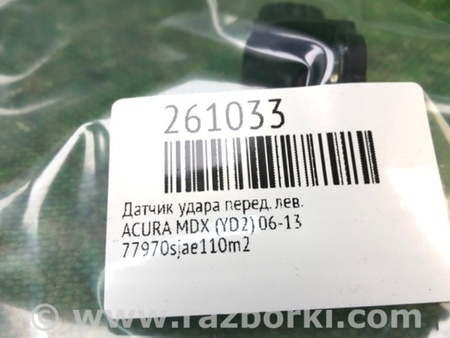 261033
Датчик удара перед. лев.
ACURA MDX (YD2) 06-13
77970sjae110m2
www.razborki.com